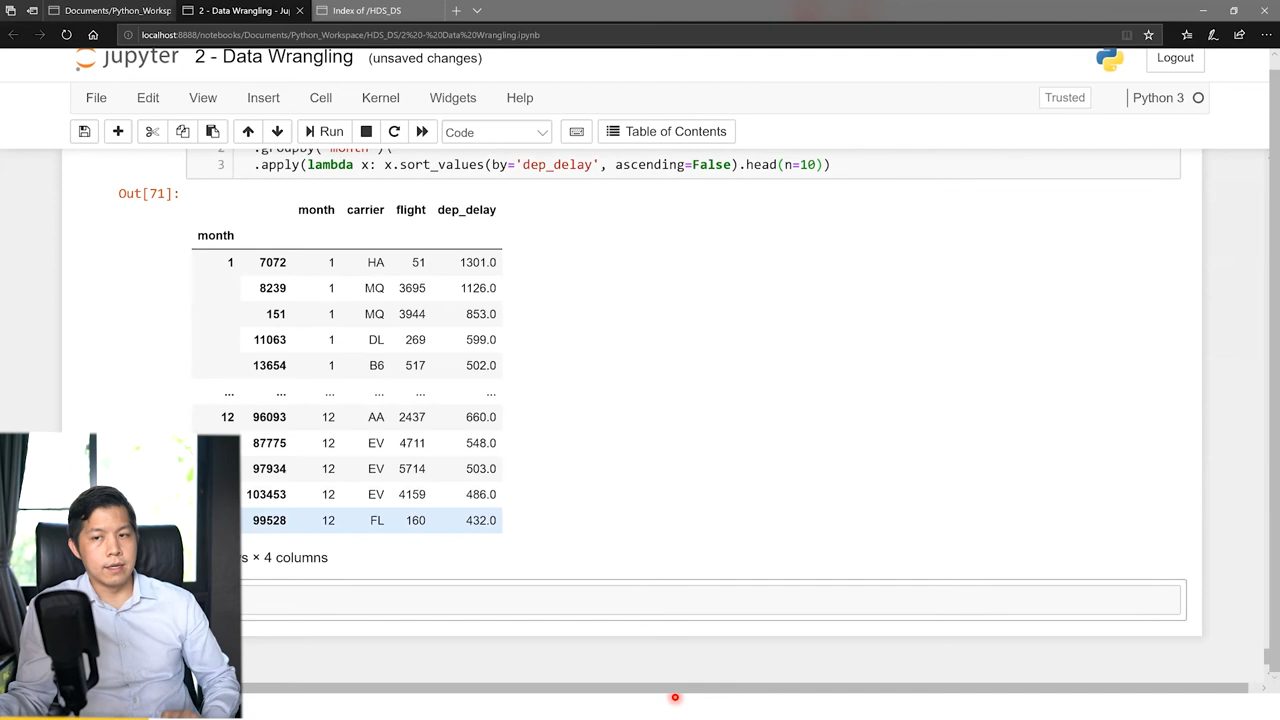 Documents/Python_Worksp
2 - Data Wrangling - Ju
Index of /HDS_DS
localhost:8888/notebooks/Documents/Python_Workspace/HDS_DS/2%20-%20Data%20Wrangling.ipynb
jupyter 2 - Data Wrangling (unsaved changes)
Logout
File Edit View Insert Cell Kernel Widgets Help
Trusted
Python 3
Run
Code
Table of Contents
3 .apply(lambda x: x.sort_values(by='dep_delay', ascending=False).head(n=10))
Out[71]:
month carrier flight dep_delay
month
1 7072 1 HA 51 1301.0
8239 1 MQ 3695 1126.0
151 1 MQ 3944 853.0
11063 1 DL 269 599.0
13654 1 B6 517 502.0
... ... ... ... ... ...
12 96093 12 AA 2437 660.0
87775 12 EV 4711 548.0
97934 12 EV 5714 503.0
103453 12 EV 4159 486.0
99528 12 FL 160 432.0
× 4 columns